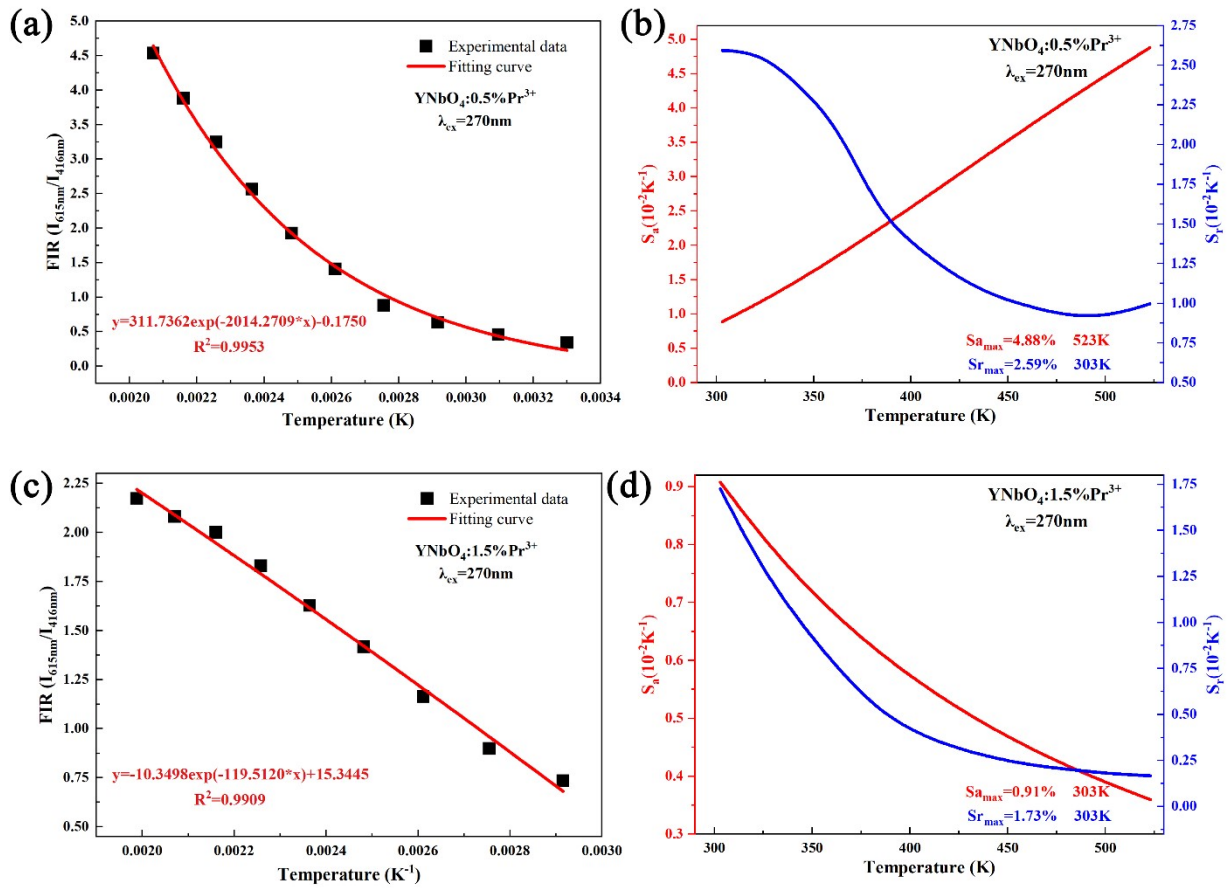 (a)
FIR (I615nm/I416nm)
5.0
4.5
4.0
3.5
3.0
2.5
2.0
1.5
1.0
0.5
0.0
Experimental data
Fitting curve
YNbO4:0.5%Pr3+
λex=270nm
y=311.7362exp(-2014.2709*x)-0.1750
R2=0.9953
0.0020 0.0022 0.0024 0.0026 0.0028 0.0030 0.0032 0.0034
Temperature (K)
(b)
Sa(10-2K-1)
5.0
4.5
4.0
3.5
3.0
2.5
2.0
1.5
1.0
0.5
0.0
YNbO4:0.5%Pr3+
λex=270nm
Samax=4.88% 523K
Srmax=2.59% 303K
2.75
2.50
2.25
2.00
1.75
1.50
1.25
1.00
0.75
0.50
Sr(10-2K-1)
300 350 400 450 500
Temperature (K)
(c)
FIR (I615nm/I416nm)
2.25
2.00
1.75
1.50
1.25
1.00
0.75
0.50
Experimental data
Fitting curve
YNbO4:1.5%Pr3+
λex=270nm
y=-10.3498exp(-119.5120*x)+15.3445
R2=0.9909
0.0020 0.0022 0.0024 0.0026 0.0028 0.0030
Temperature (K-1)
(d)
Sa(10-2K-1)
0.9
0.8
0.7
0.6
0.5
0.4
0.3
YNbO4:1.5%Pr3+
λex=270nm
Samax=0.91% 303K
Srmax=1.73% 303K
1.75
1.50
1.25
1.00
0.75
0.50
0.25
0.00
Sr(10-2K-1)
300 350 400 450 500
Temperature (K)